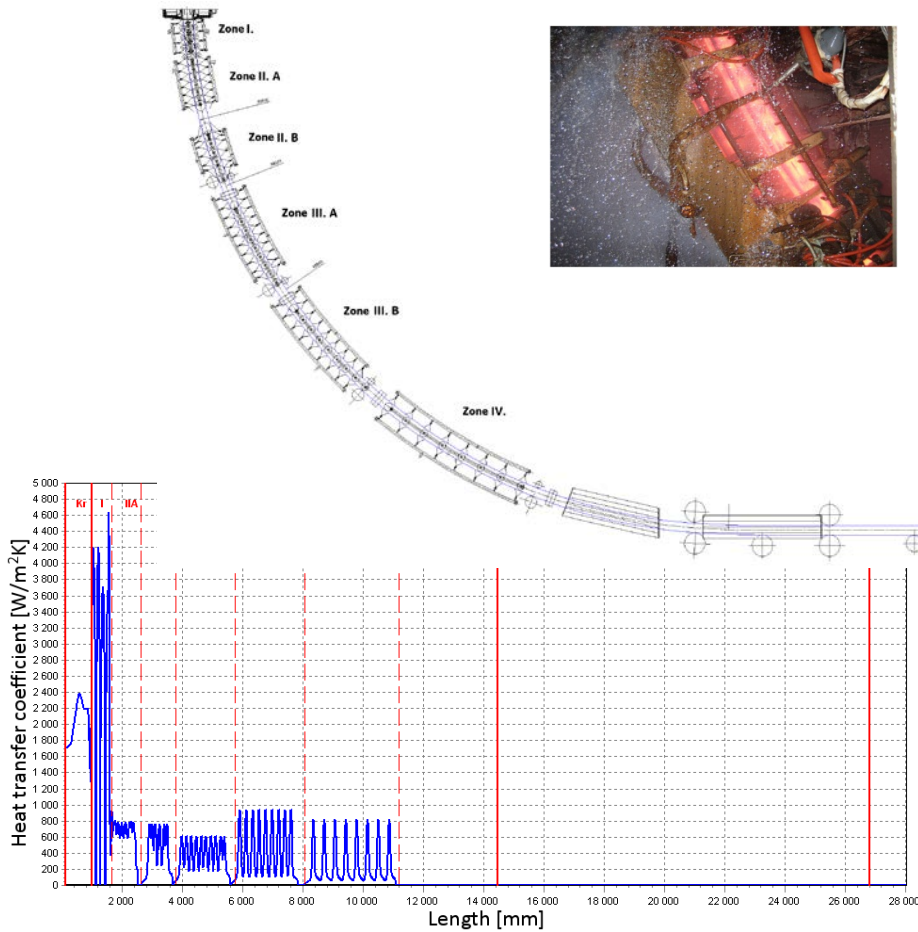 Zone I.
Zone II. A
Zone II. B
Zone III. A
Zone III. B
Zone IV.
Heat transfer coefficient [W/m²K]
5 000
4 800
4 600
4 400
4 200
4 000
3 800
3 600
3 400
3 200
3 000
2 800
2 600
2 400
2 200
2 000
1 800
1 600
1 400
1 200
1 000
800
600
400
200
0
Kr I IIA
2 000 4 000 6 000 8 000 10 000 12 000 14 000 16 000 18 000 20 000 22 000 24 000 26 000 28 000
Length [mm]